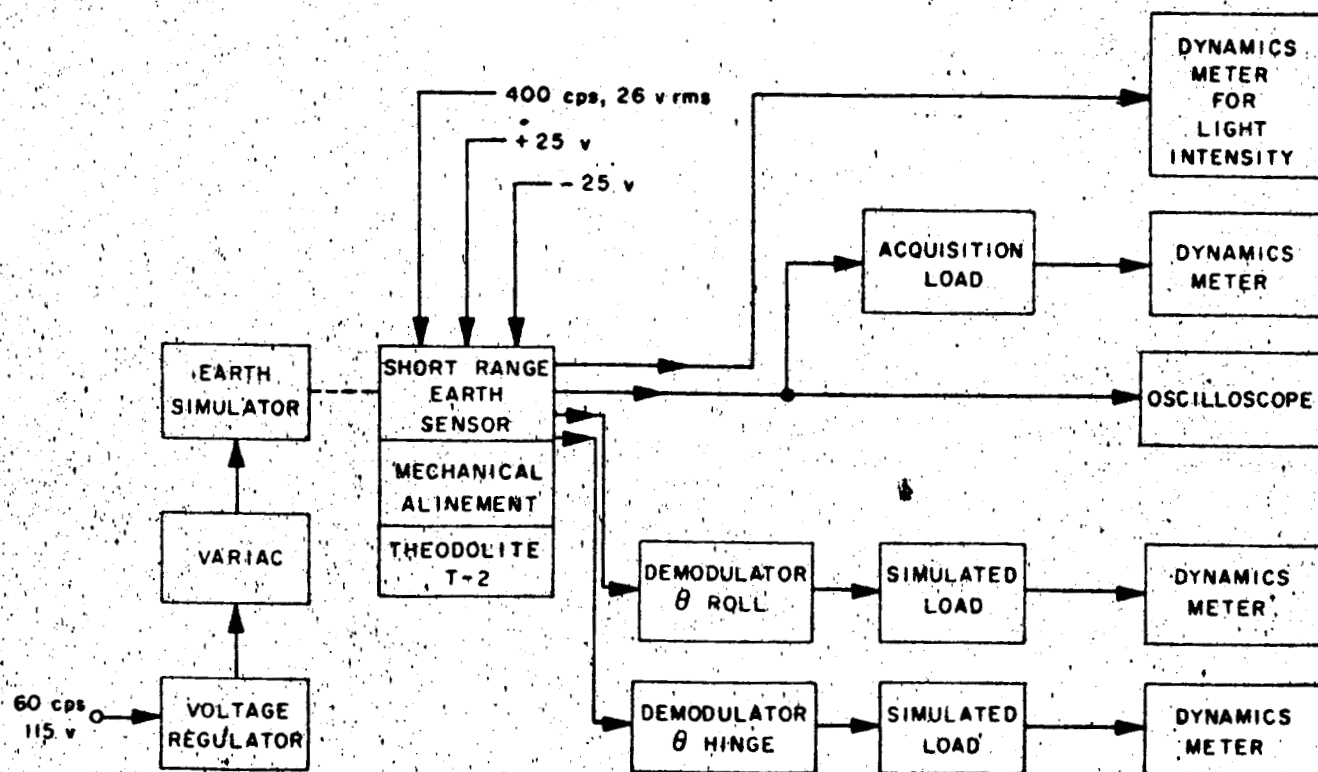 DYNAMICS
METER
FOR
LIGHT
INTENSITY
400 cps, 26 v rms
+ 25 v
- 25 v
ACQUISITION
LOAD
DYNAMICS
METER
EARTH
SIMULATOR
SHORT RANGE
EARTH
SENSOR
OSCILLOSCOPE
MECHANICAL
ALINEMENT
VARIAC
THEODOLITE
T-2
DEMODULATOR
θ ROLL
SIMULATED
LOAD
DYNAMICS
METER
60 cps
115 v
VOLTAGE
REGULATOR
DEMODULATOR
θ HINGE
SIMULATED
LOAD
DYNAMICS
METER